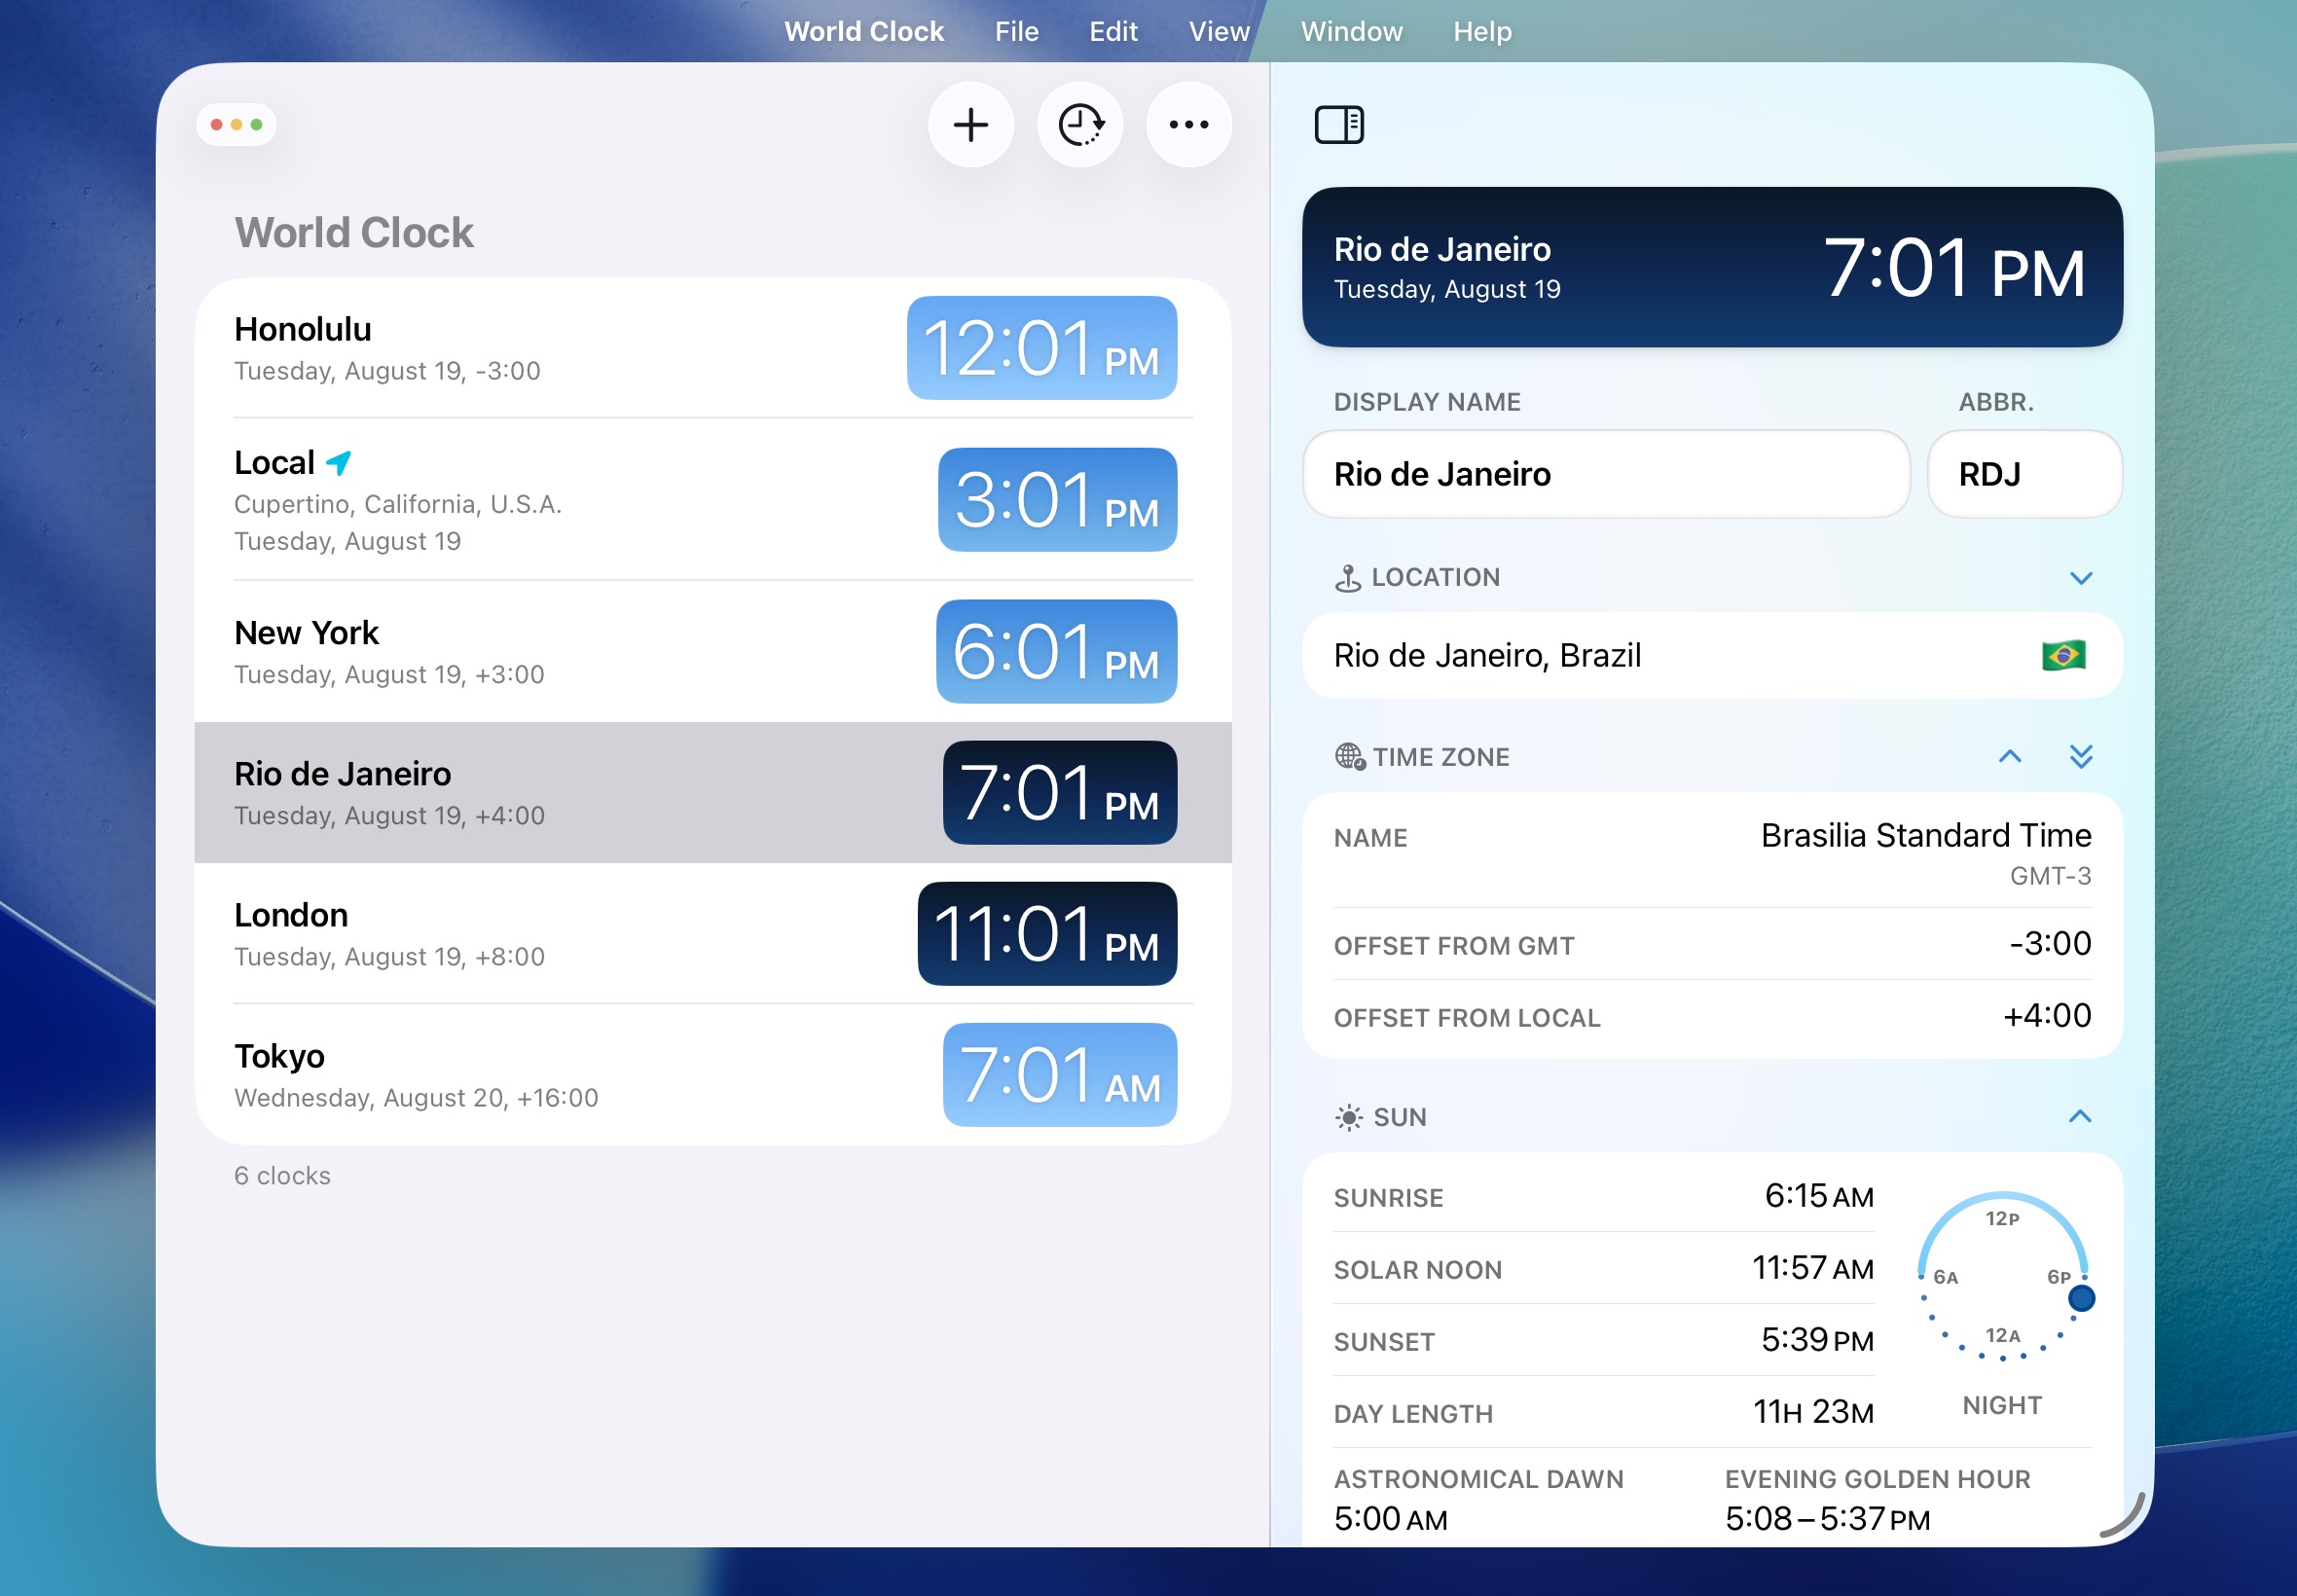 World Clock File Edit View Window Help
World Clock
Honolulu
Tuesday, August 19, -3:00
12:01 PM
Local
Cupertino, California, U.S.A.
Tuesday, August 19
3:01 PM
New York
Tuesday, August 19, +3:00
6:01 PM
Rio de Janeiro
Tuesday, August 19, +4:00
7:01 PM
London
Tuesday, August 19, +8:00
11:01 PM
Tokyo
Wednesday, August 20, +16:00
7:01 AM
6 clocks
Rio de Janeiro
Tuesday, August 19
7:01 PM
DISPLAY NAME
ABBR.
Rio de Janeiro
RDJ
LOCATION
Rio de Janeiro, Brazil
TIME ZONE
NAME
Brasilia Standard Time
GMT-3
OFFSET FROM GMT
-3:00
OFFSET FROM LOCAL
+4:00
SUN
SUNRISE
6:15 AM
SOLAR NOON
11:57 AM
SUNSET
5:39 PM
DAY LENGTH
11H 23M
12P
6A
6P
12A
NIGHT
ASTRONOMICAL DAWN
5:00 AM
EVENING GOLDEN HOUR
5:08 – 5:37 PM